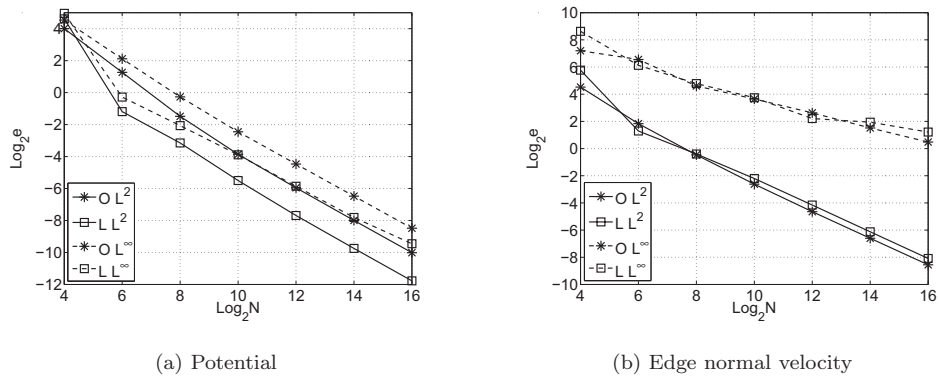 4
2
0
−2
−4
−6
−8
−10
−12
Log2e
4 6 8 10 12 14 16
Log2N
O L²
L L²
O L∞
L L∞
(a) Potential
10
8
6
4
2
0
−2
−4
−6
−8
−10
Log2e
4 6 8 10 12 14 16
Log2N
O L²
L L²
O L∞
L L∞
(b) Edge normal velocity